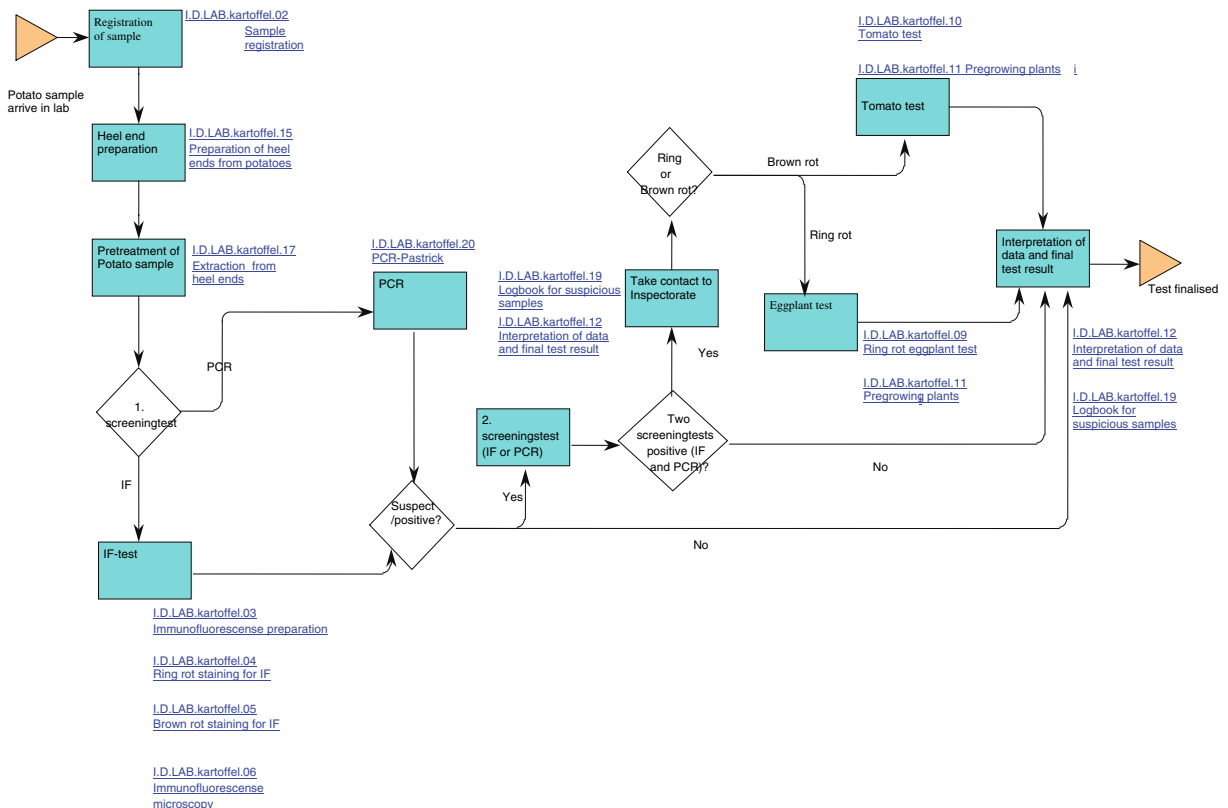 Registration
of sample
I.D.LAB.kartoffel.02
Sample
registration
Potato sample
arrive in lab
Heel end
preparation
I.D.LAB.kartoffel.15
Preparation of heel
ends from potatoes
Pretreatment of
Potato sample
I.D.LAB.kartoffel.17
Extraction from
heel ends
PCR
1.
screeningtest
IF
IF-test
I.D.LAB.kartoffel.03
Immunofluorescense preparation
I.D.LAB.kartoffel.04
Ring rot staining for IF
I.D.LAB.kartoffel.05
Brown rot staining for IF
I.D.LAB.kartoffel.06
Immunofluorescense
microscopy
I.D.LAB.kartoffel.20
PCR-Pastrick
PCR
Suspect
/positive?
Yes
No
2.
screeningstest
(IF or PCR)
Two
screeningtests
positive (IF
and PCR)?
Yes
No
I.D.LAB.kartoffel.19
Logbook for suspicious
samples
I.D.LAB.kartoffel.12
Interpretation of data
and final test result
Take contact to
Inspectorate
Ring
or
Brown rot?
Brown rot
Ring rot
I.D.LAB.kartoffel.10
Tomato test
I.D.LAB.kartoffel.11 Pregrowing plants i
Tomato test
Eggplant test
I.D.LAB.kartoffel.09
Ring rot eggplant test
I.D.LAB.kartoffel.11
Pregrowing plants
Interpretation of
data and final
test result
Test finalised
I.D.LAB.kartoffel.12
Interpretation of data
and final test result
I.D.LAB.kartoffel.19
Logbook for
suspicious samples